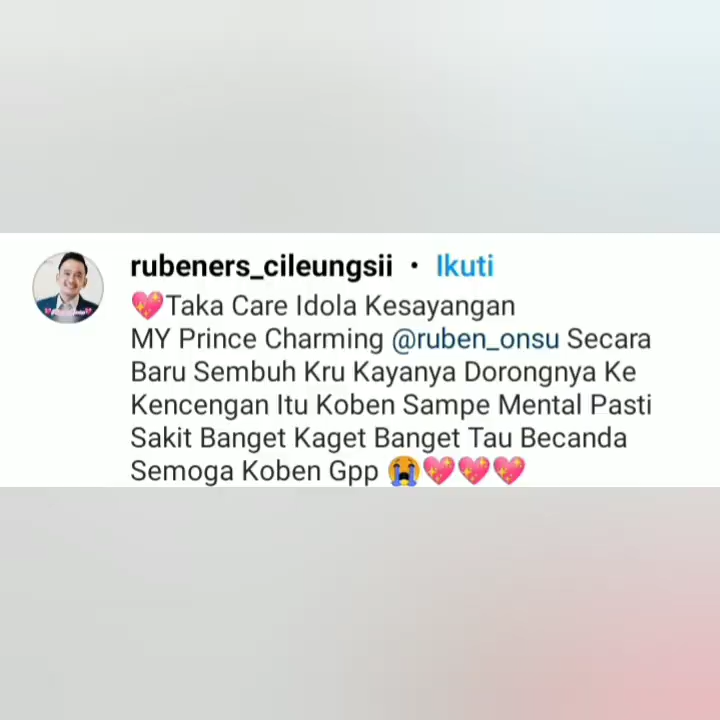 rubeners_cileungsii • Ikuti
💖Taka Care Idola Kesayangan
MY Prince Charming @ruben_onsu Secara
Baru Sembuh Kru Kayanya Dorongnya Ke
Kencengan Itu Koben Sampe Mental Pasti
Sakit Banget Kaget Banget Tau Becanda
Semoga Koben Gpp 😭💖💖💖